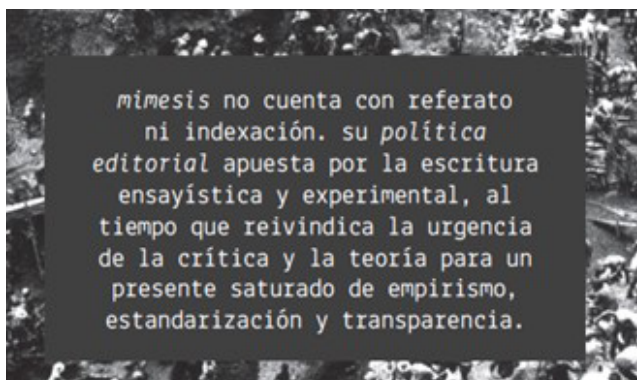 mimesis no cuenta con referato
ni indexación. su política
editorial apuesta por la escritura
ensayística y experimental, al
tiempo que reivindica la urgencia
de la crítica y la teoría para un
presente saturado de empirismo,
estandarización y transparencia.